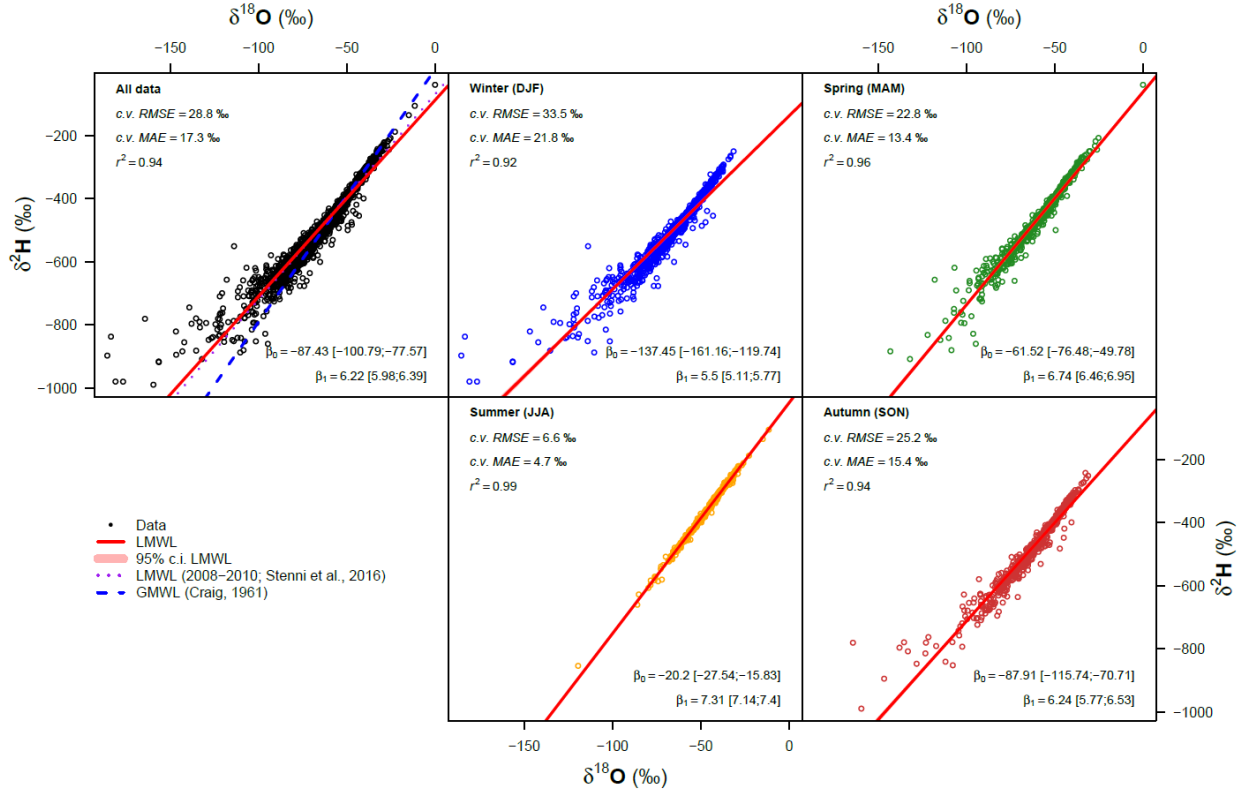 δ¹⁸O (‰)
δ¹⁸O (‰)
−150 −100 −50 0
−150 −100 −50 0
All data
c.v. RMSE = 28.8 ‰
c.v. MAE = 17.3 ‰
r² = 0.94
β₀ = −87.43 [−100.79;−77.57]
β₁ = 6.22 [5.98;6.39]
Winter (DJF)
c.v. RMSE = 33.5 ‰
c.v. MAE = 21.8 ‰
r² = 0.92
β₀ = −137.45 [−161.16;−119.74]
β₁ = 5.5 [5.11;5.77]
Spring (MAM)
c.v. RMSE = 22.8 ‰
c.v. MAE = 13.4 ‰
r² = 0.96
β₀ = −61.52 [−76.48;−49.78]
β₁ = 6.74 [6.46;6.95]
δ²H (‰)
−200
−400
−600
−800
−1000
Summer (JJA)
c.v. RMSE = 6.6 ‰
c.v. MAE = 4.7 ‰
r² = 0.99
β₀ = −20.2 [−27.54;−15.83]
β₁ = 7.31 [7.14;7.4]
Autumn (SON)
c.v. RMSE = 25.2 ‰
c.v. MAE = 15.4 ‰
r² = 0.94
β₀ = −87.91 [−115.74;−70.71]
β₁ = 6.24 [5.77;6.53]
−200
−400
−600
−800
−1000
δ²H (‰)
Data
LMWL
95% c.i. LMWL
LMWL (2008−2010; Stenni et al., 2016)
GMWL (Craig, 1961)
−150 −100 −50 0
δ¹⁸O (‰)